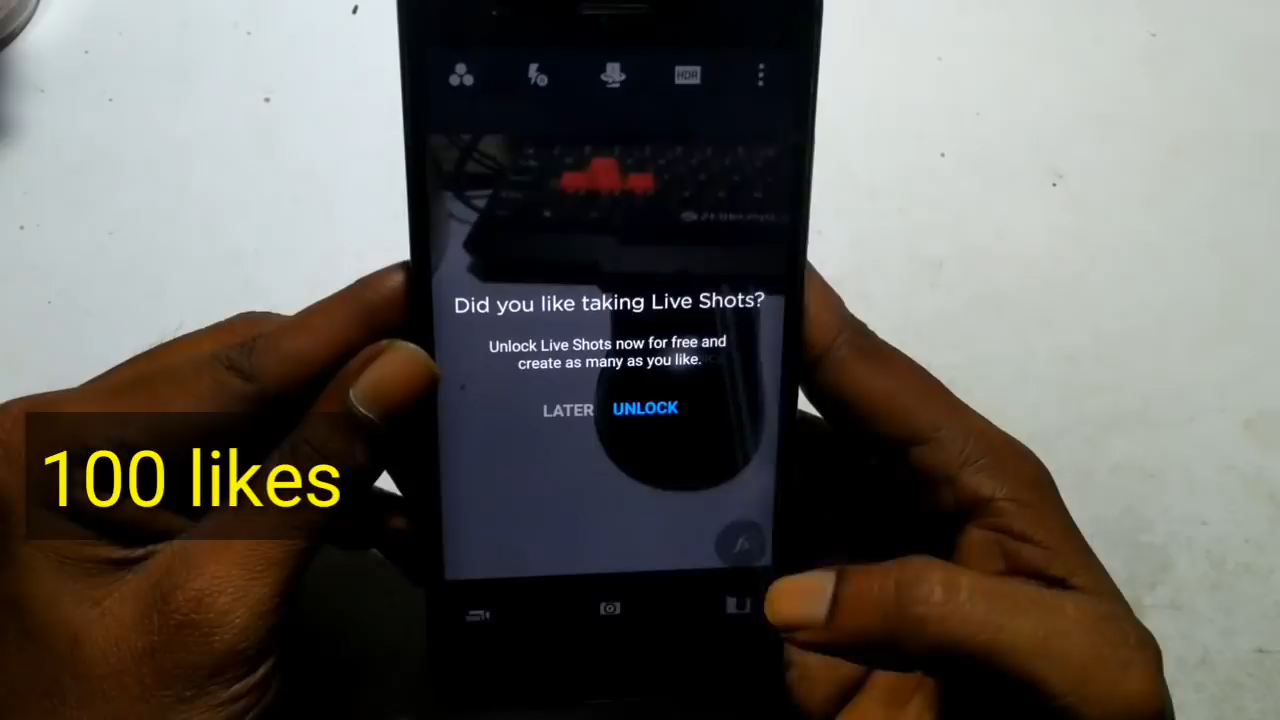 HDR
Did you like taking Live Shots?
Unlock Live Shots now for free and
create as many as you like.
LATER UNLOCK
100 likes